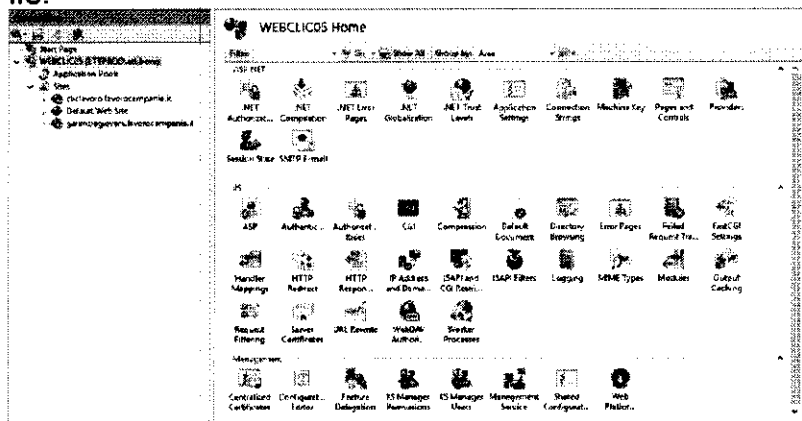 IIS:
WEBCLIC05 Home
Start Page
Application Pools
Sites
cliclavoro.lavorocampania.it
Default Web Site
Filter:
Go
Show All
Group by: Area
ASP.NET
.NET Authorizat...
.NET Compilation
.NET Error Pages
.NET Globalization
.NET Trust Levels
Application Settings
Connection Strings
Machine Key
Pages and Controls
Providers
Session State
SMTP E-mail
IIS
ASP
Authentic...
Authorizat... Rules
CGI
Compression
Default Document
Directory Browsing
Error Pages
Failed Request Tra...
FastCGI Settings
Handler Mappings
HTTP Redirect
HTTP Respon...
IP Address and Doma...
ISAPI and CGI Restri...
ISAPI Filters
Logging
MIME Types
Modules
Output Caching
Request Filtering
Server Certificates
URL Rewrite
WebDAV Author...
Worker Processes
Management
Centralized Certificates
Configurat... Editor
Feature Delegation
IIS Manager Permissions
IIS Manager Users
Management Service
Shared Configurat...
Web Platfor...